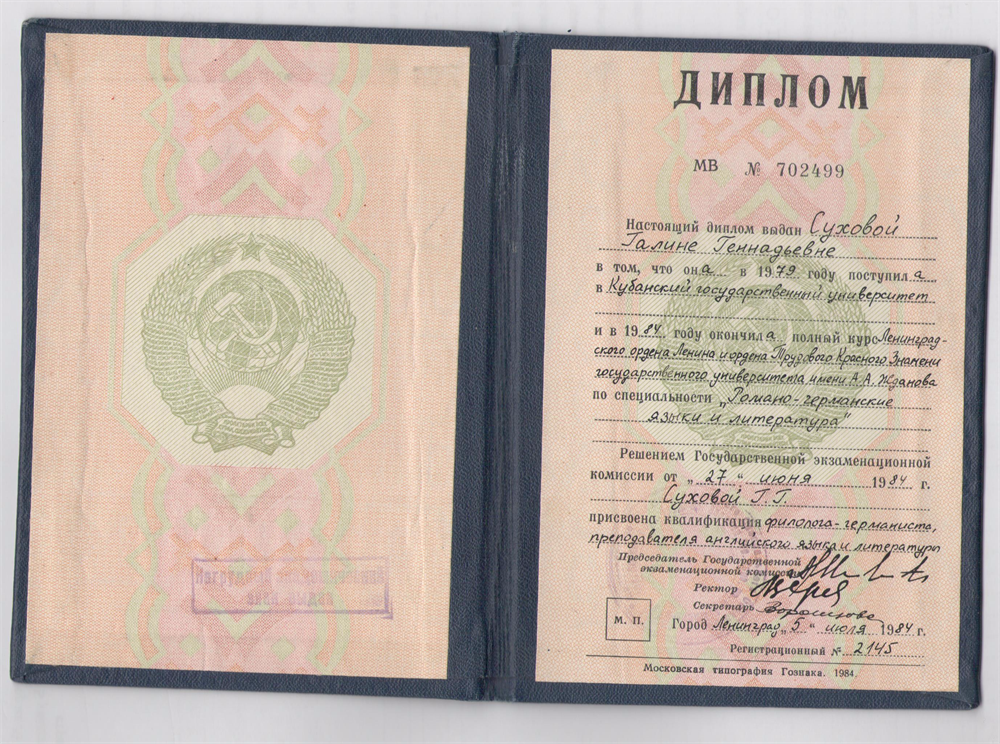 ДИПЛОМ
МВ № 702499
Настоящий диплом выдан Суховой
Галине Геннадьевне
в том, что она в 1979 году поступила
в Кубанский государственный университет
и в 1984 году окончила полный курс Ленинград-
ского ордена Ленина и ордена Трудового Красного Знамени
государственного университета имени А.А. Жданова
по специальности „Романо-германские
языки и литература"
Решением Государственной экзаменационной
комиссии от „27" июня 1984 г.
Суховой Г.Г.
присвоена квалификация филолога-германиста,
преподавателя английского языка и литературы
Председатель Государственной
экзаменационной комиссии
Ректор
Секретарь
М. П.
Город Ленинград „5" июля 1984 г.
Регистрационный № 2145
Московская типография Гознака. 1984.